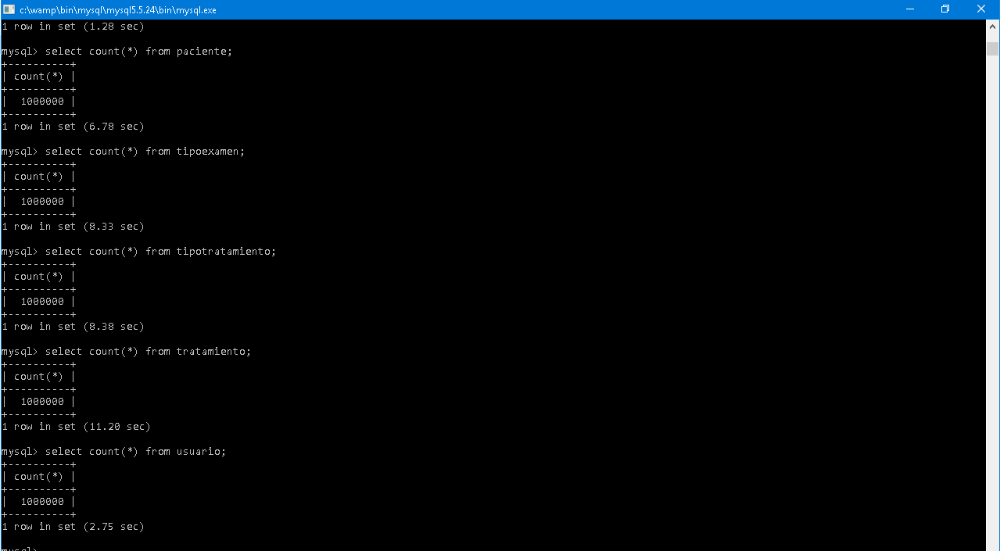 c:\wamp\bin\mysql\mysql5.5.24\bin\mysql.exe
1 row in set (1.28 sec)
mysql> select count(*) from paciente;
+----------+
| count(*) |
+----------+
|  1000000 |
+----------+
1 row in set (6.78 sec)
mysql> select count(*) from tipoexamen;
+----------+
| count(*) |
+----------+
|  1000000 |
+----------+
1 row in set (8.33 sec)
mysql> select count(*) from tipotratamiento;
+----------+
| count(*) |
+----------+
|  1000000 |
+----------+
1 row in set (8.38 sec)
mysql> select count(*) from tratamiento;
+----------+
| count(*) |
+----------+
|  1000000 |
+----------+
1 row in set (11.20 sec)
mysql> select count(*) from usuario;
+----------+
| count(*) |
+----------+
|  1000000 |
+----------+
1 row in set (2.75 sec)
mysql>